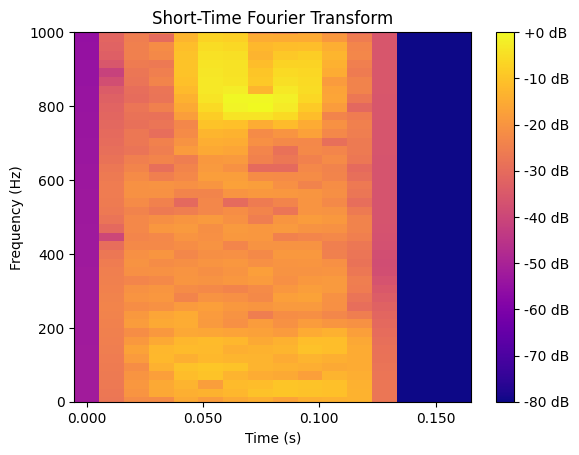 Short-Time Fourier Transform
1000
800
600
400
200
0
Frequency (Hz)
0.000
0.050
0.100
0.150
Time (s)
+0 dB
-10 dB
-20 dB
-30 dB
-40 dB
-50 dB
-60 dB
-70 dB
-80 dB